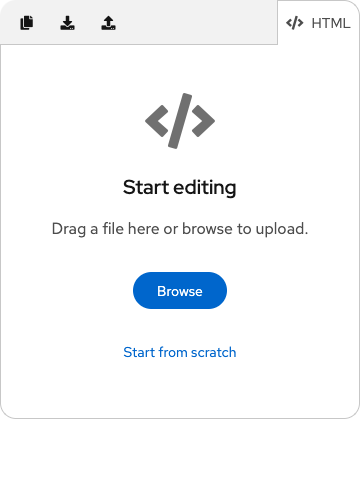 HTML
Start editing
Drag a file here or browse to upload.
Browse
Start from scratch